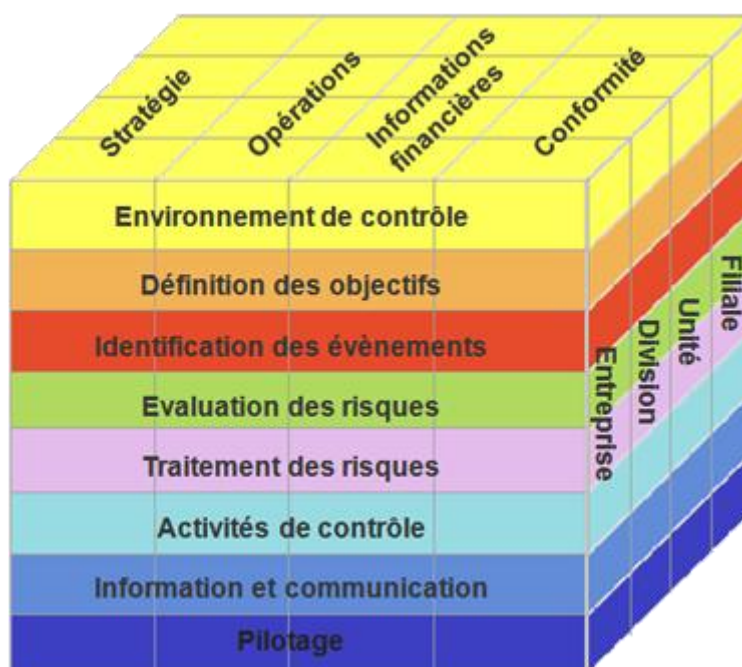 Stratégie
Opérations
Informations
financières
Conformité
Environnement de contrôle
Définition des objectifs
Identification des évènements
Evaluation des risques
Traitement des risques
Activités de contrôle
Information et communication
Pilotage
Entreprise
Division
Unité
Filiale